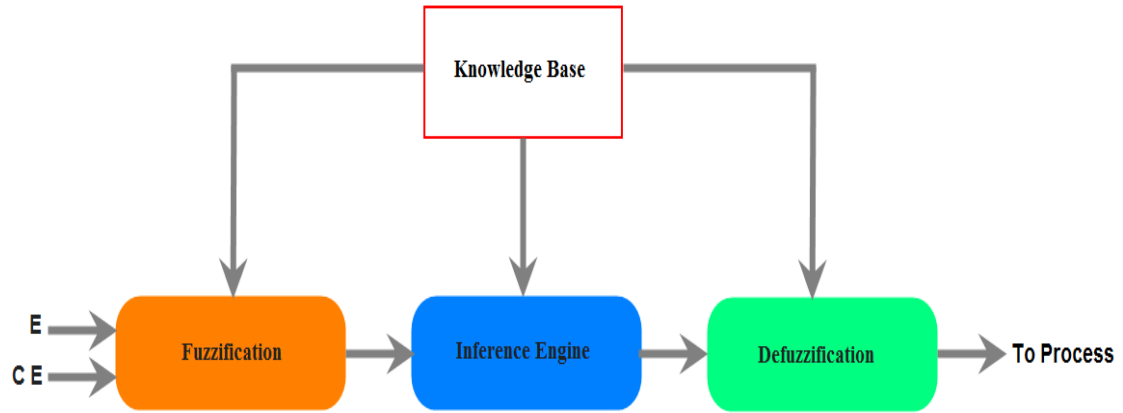 Knowledge Base
E
C E
Fuzzification
Inference Engine
Defuzzification
To Process